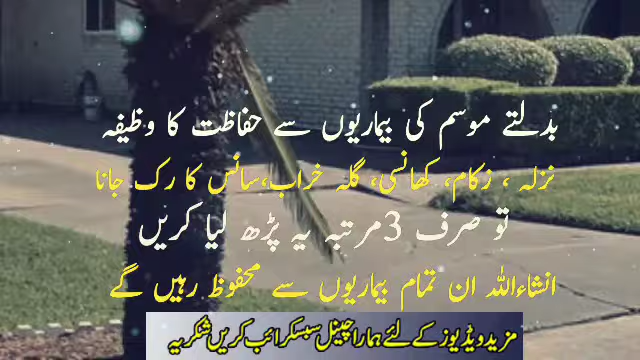 بدلتے موسم کی بیماریوں سے حفاظت کا وظیفہ
نزلہ ، زکام، کھانسی، گلہ خراب،سانس کا رک جانا
تو صرف 3مرتبہ یہ پڑھ لیا کریں
انشاءاللہ ان تمام بیماریوں سے محفوظ رہیں گے
مزید ویڈیوز کے لئے ہمارا چینل سبسکرائب کریں شکریہ